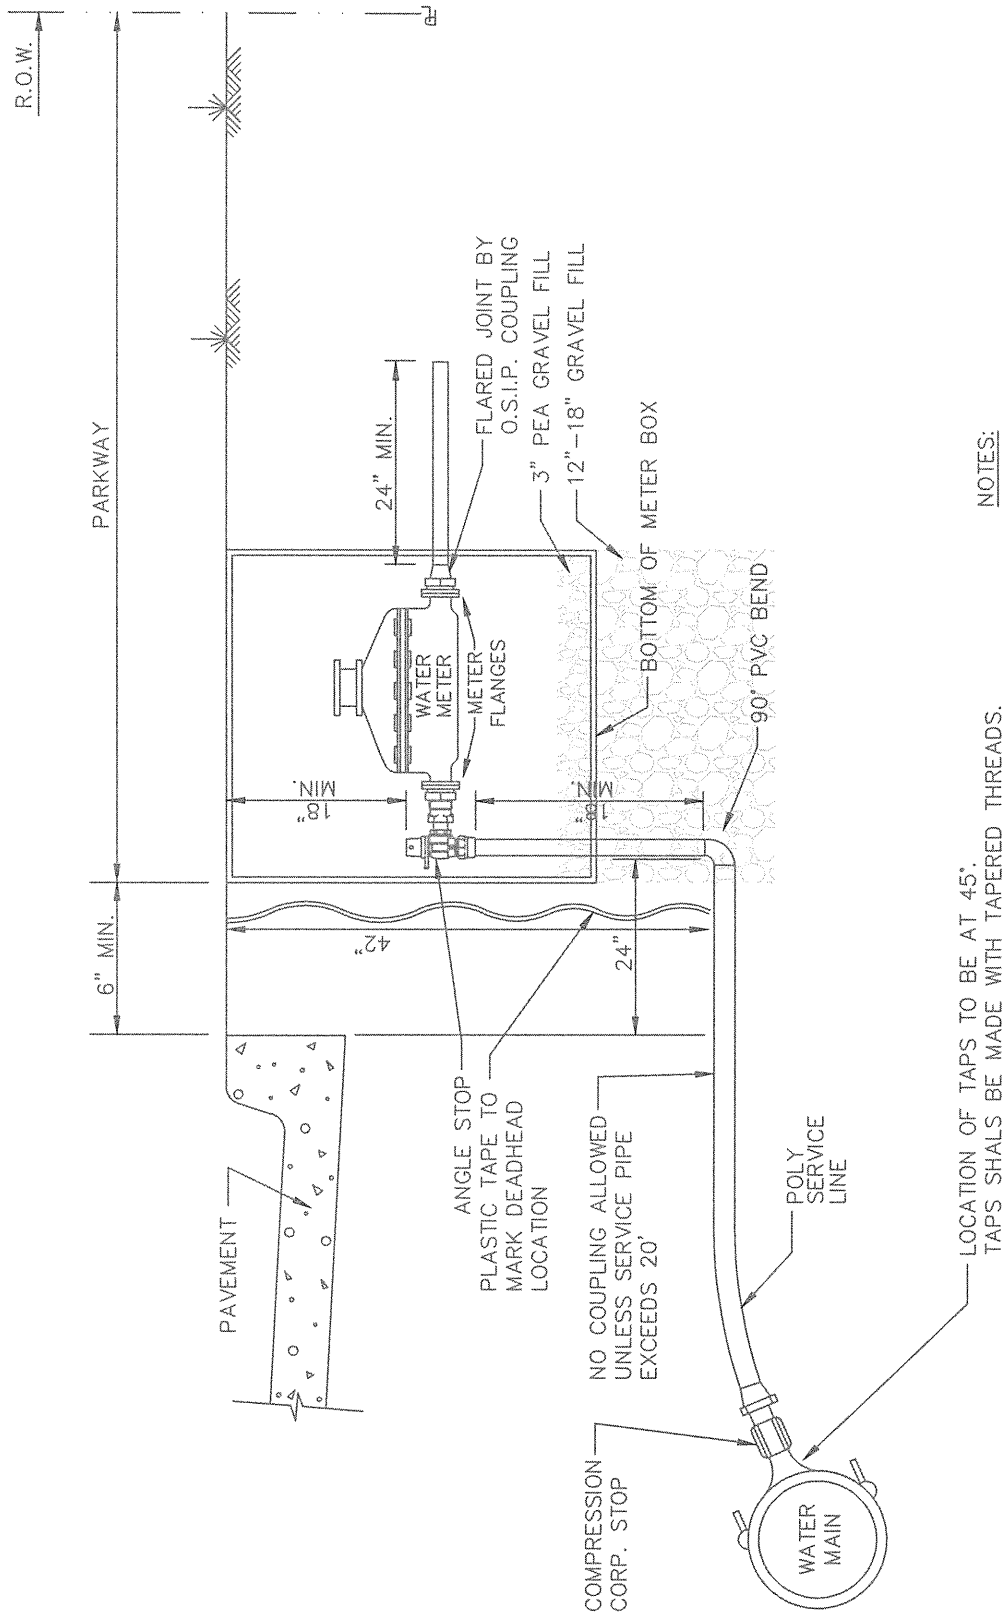 R.O.W.
PARKWAY
6" MIN.
PAVEMENT
24" MIN.
FLARED JOINT BY
O.S.I.P. COUPLING
3" PEA GRAVEL FILL
12"-18" GRAVEL FILL
BOTTOM OF METER BOX
90° PVC BEND
WATER
METER
METER
FLANGES
18"
MIN.
18"
MIN.
42"
24"
ANGLE STOP
PLASTIC TAPE TO
MARK DEADHEAD
LOCATION
NO COUPLING ALLOWED
UNLESS SERVICE PIPE
EXCEEDS 20'
POLY
SERVICE
LINE
COMPRESSION
CORP. STOP
WATER
MAIN
LOCATION OF TAPS TO BE AT 45°.
TAPS SHALS BE MADE WITH TAPERED THREADS.
NOTES: